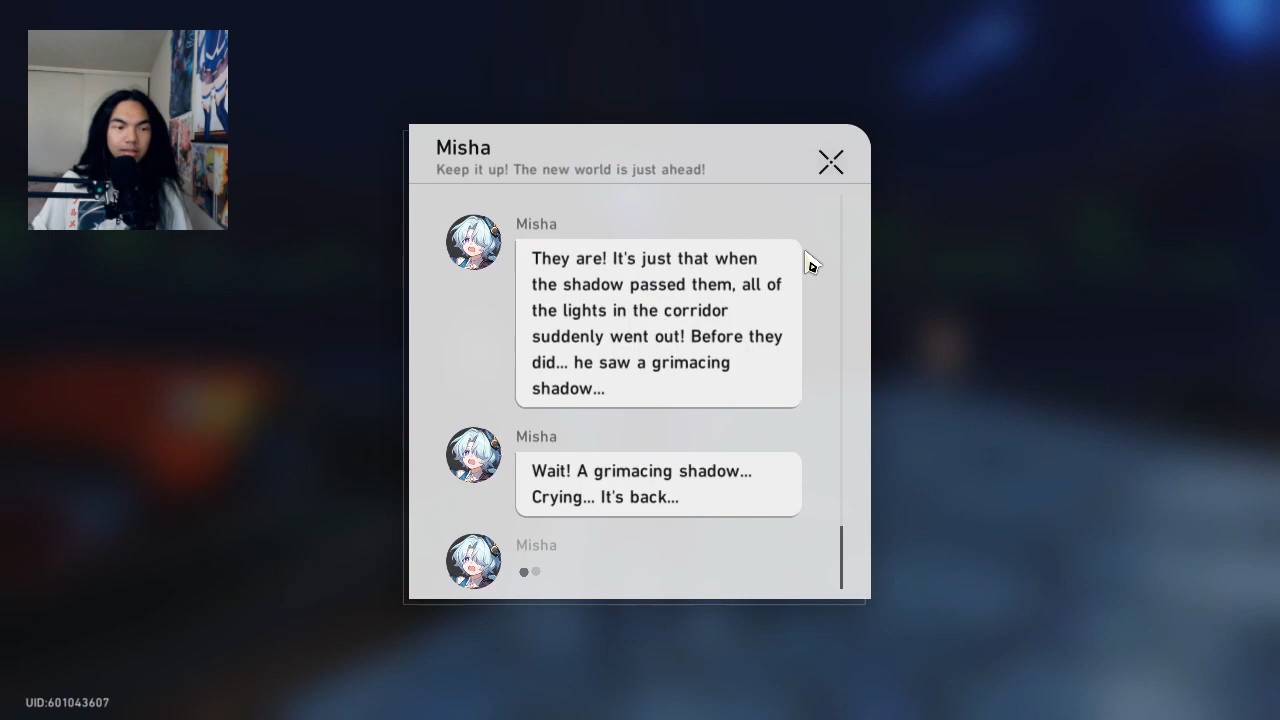 Misha
Keep it up! The new world is just ahead!
Misha
They are! It's just that when
the shadow passed them, all of
the lights in the corridor
suddenly went out! Before they
did... he saw a grimacing
shadow...
Misha
Wait! A grimacing shadow...
Crying... It's back...
Misha
UID:601043607